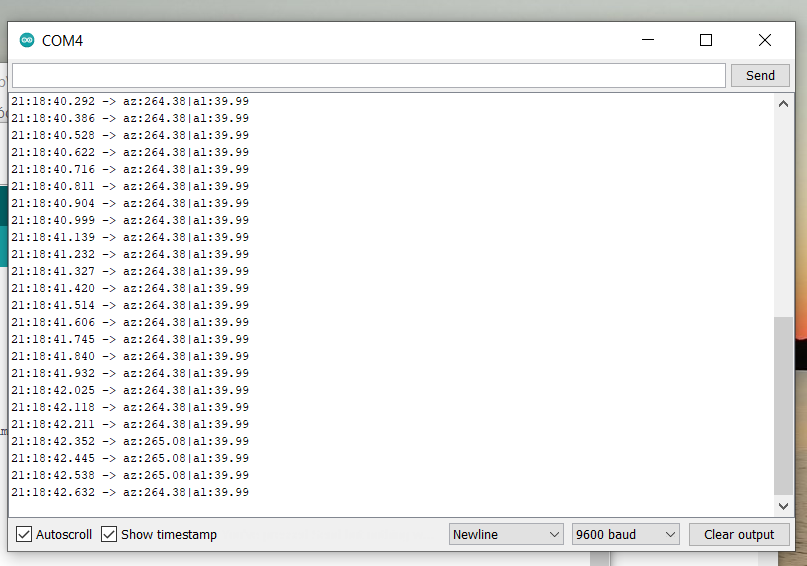 COM4
Send
21:18:40.292 -> az:264.38|al:39.99
21:18:40.386 -> az:264.38|al:39.99
21:18:40.528 -> az:264.38|al:39.99
21:18:40.622 -> az:264.38|al:39.99
21:18:40.716 -> az:264.38|al:39.99
21:18:40.811 -> az:264.38|al:39.99
21:18:40.904 -> az:264.38|al:39.99
21:18:40.999 -> az:264.38|al:39.99
21:18:41.139 -> az:264.38|al:39.99
21:18:41.232 -> az:264.38|al:39.99
21:18:41.327 -> az:264.38|al:39.99
21:18:41.420 -> az:264.38|al:39.99
21:18:41.514 -> az:264.38|al:39.99
21:18:41.606 -> az:264.38|al:39.99
21:18:41.745 -> az:264.38|al:39.99
21:18:41.840 -> az:264.38|al:39.99
21:18:41.932 -> az:264.38|al:39.99
21:18:42.025 -> az:264.38|al:39.99
21:18:42.118 -> az:264.38|al:39.99
21:18:42.211 -> az:264.38|al:39.99
21:18:42.352 -> az:265.08|al:39.99
21:18:42.445 -> az:265.08|al:39.99
21:18:42.538 -> az:265.08|al:39.99
21:18:42.632 -> az:264.38|al:39.99
Autoscroll Show timestamp Newline 9600 baud Clear output